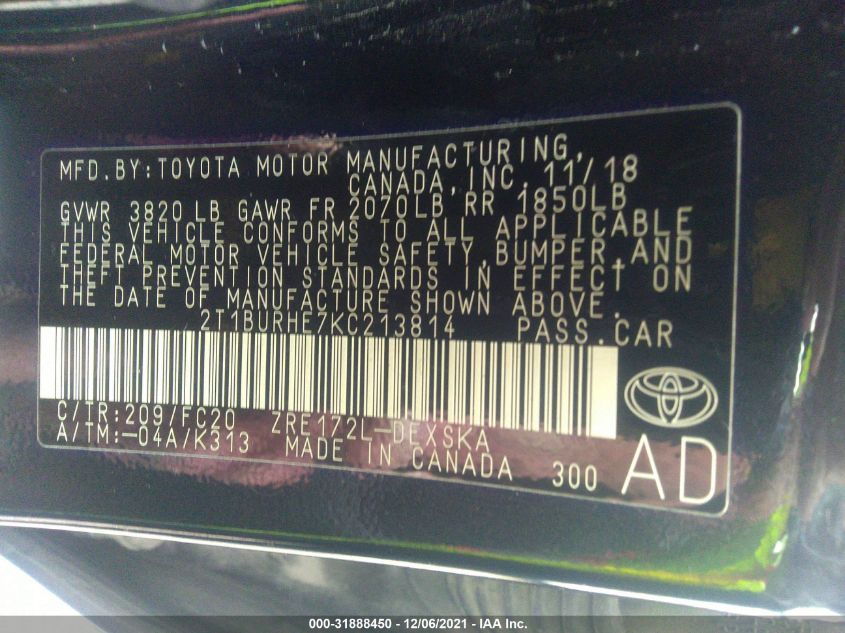 MFD.BY:TOYOTA MOTOR MANUFACTURING,
CANADA,INC. 11/18
GVWR 3820 LB GAWR FR 2070LB RR 1850LB
THIS VEHICLE CONFORMS TO ALL APPLICABLE
FEDERAL MOTOR VEHICLE SAFETY,BUMPER,AND
THEFT PREVENTION STANDARDS IN EFFECT ON
THE DATE OF MANUFACTURE SHOWN ABOVE.
2T1BURHE7KC213814 PASS.CAR
C/TR:209/FC20 ZRE172L-DEXSKA
A/TM:-04A/K313 MADE IN CANADA 300 AD
000-31888450 - 12/06/2021 - IAA Inc.